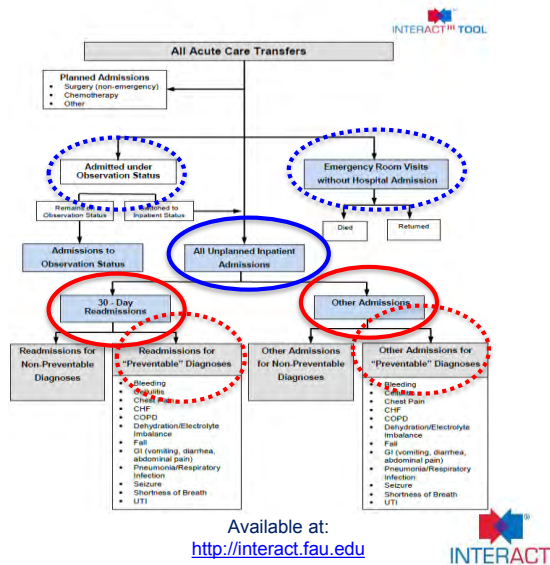 INTERACT III TOOL
All Acute Care Transfers
Planned Admissions
• Surgery (non-emergency)
• Chemotherapy
• Other
Admitted under
Observation Status
Emergency Room Visits
without Hospital Admission
Remains on
Observation Status
Switched to
Inpatient Status
Died
Returned
Admissions to
Observation Status
All Unplanned Inpatient
Admissions
30 - Day
Readmissions
Other Admissions
Readmissions for
Non-Preventable
Diagnoses
Readmissions for
“Preventable” Diagnoses
• Bleeding
• Cellulitis
• Chest Pain
• CHF
• COPD
• Dehydration/Electrolyte
Imbalance
• Fall
• GI (vomiting, diarrhea,
abdominal pain)
• Pneumonia/Respiratory
Infection
• Seizure
• Shortness of Breath
• UTI
Other Admissions
for Non-Preventable
Diagnoses
Other Admissions for
“Preventable” Diagnoses
• Bleeding
• Cellulitis
• Chest Pain
• CHF
• COPD
• Dehydration/Electrolyte
Imbalance
• Fall
• GI (vomiting, diarrhea,
abdominal pain)
• Pneumonia/Respiratory
Infection
• Seizure
• Shortness of Breath
• UTI
Available at:
http://interact.fau.edu
INTERACT